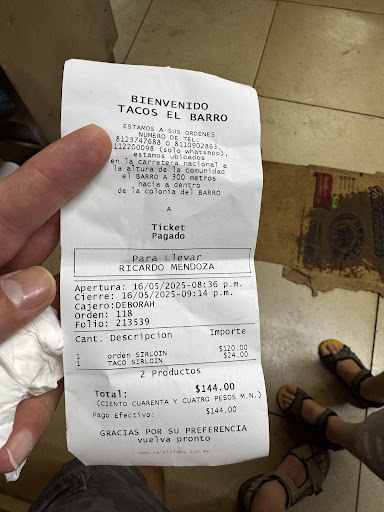 BIENVENIDO
TACOS EL BARRO
ESTAMOS A SUS ORDENES
NUMERO DE TEL:
8123747688 O 8110902863,
112200098 (solo whatsapp),
estamos ubicados
en la carretera nacional a
la altura de la comunidad
el BARRO A 300 metros
hacia a dentro
de la colonia del BARRO
A
Ticket
Pagado
Para Llevar
RICARDO MENDOZA
Apertura: 16/05/2025-08:36 p.m.
Cierre: 16/05/2025-09:14 p.m.
Cajero:DEBORAH
Orden: 118
Folio: 213539
Cant. Descripcion Importe
1 orden SIRLOIN $120.00
1 TACO SIRLOIN $24.00
2 Productos
Total: $144.00
(CIENTO CUARENTA Y CUATRO PESOS M.N.)
Pago Efectivo: $144.00
GRACIAS POR SU PREFERENCIA
vuelva pronto